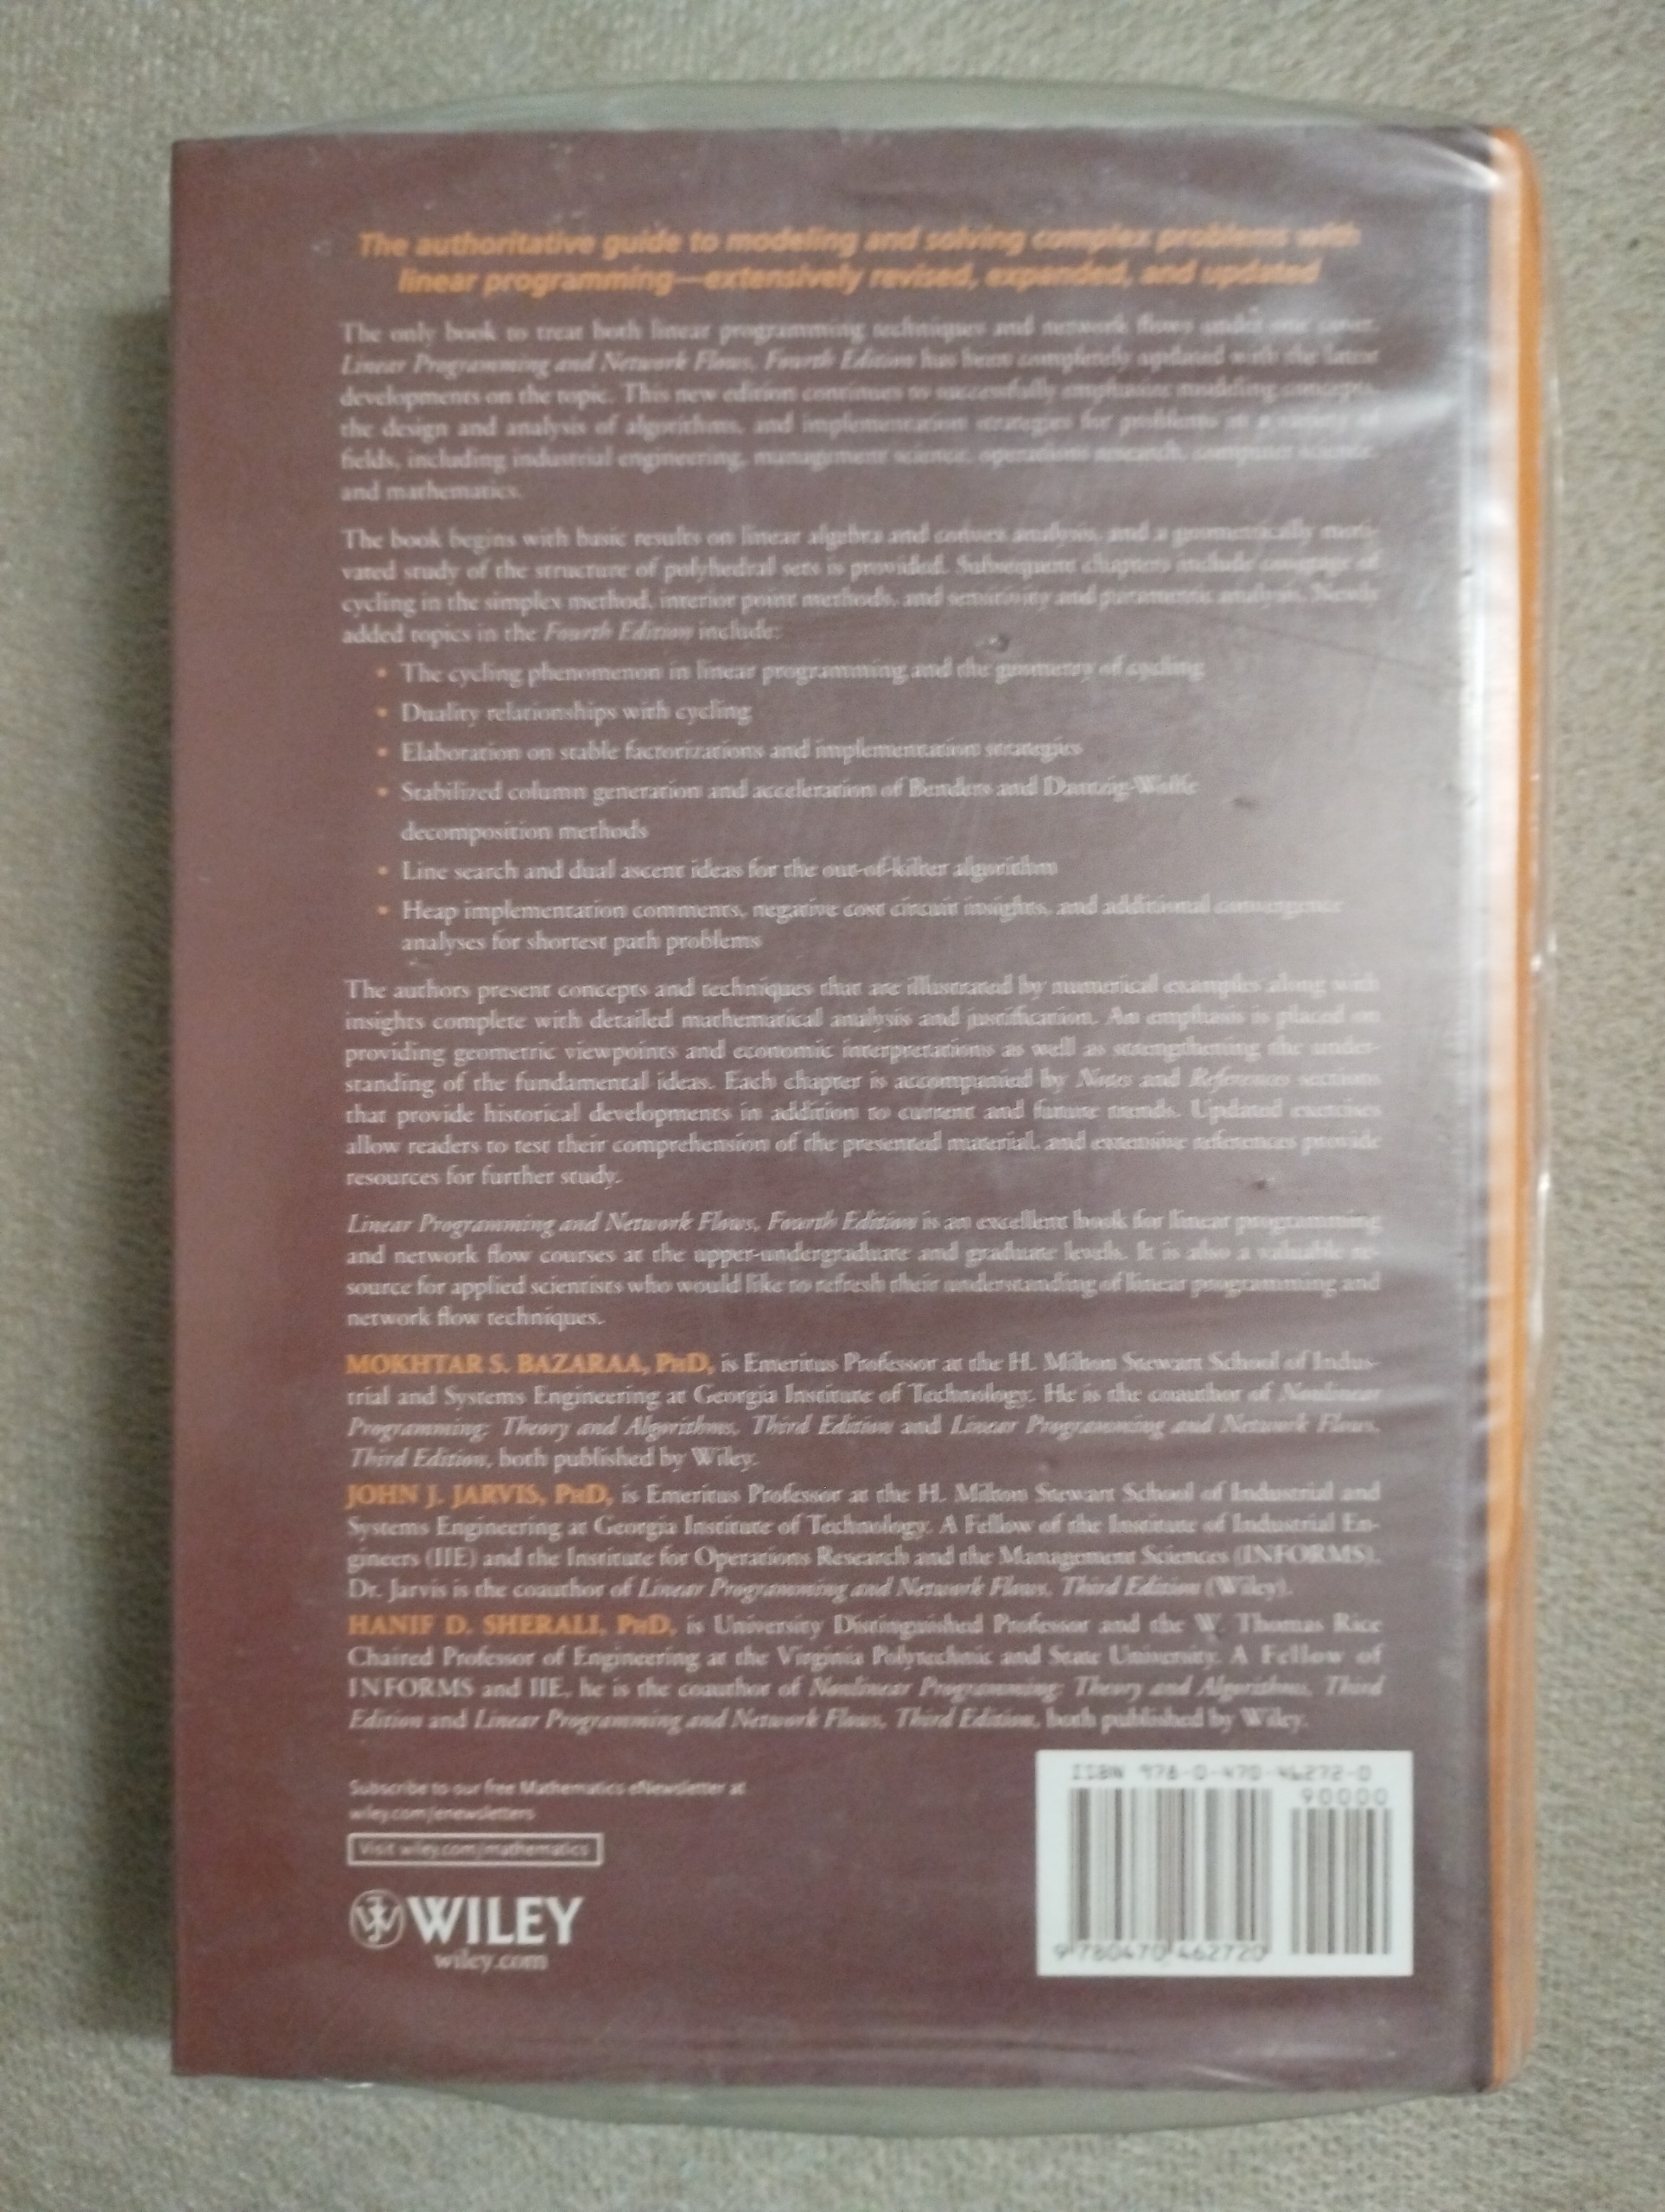 The authoritative guide to modeling and solving complex problems with
linear programming—extensively revised, expanded, and updated
The only book to treat both linear programming techniques and network flows under one cover,
Linear Programming and Network Flows, Fourth Edition has been completely updated with the latest
developments on the topic. This new edition continues to successfully emphasize modeling concepts,
the design and analysis of algorithms, and implementation strategies for problems in a variety of
fields, including industrial engineering, management science, operations research, computer science,
and mathematics.
The book begins with basic results on linear algebra and convex analysis, and a geometrically moti-
vated study of the structure of polyhedral sets is provided. Subsequent chapters include coverage of
cycling in the simplex method, interior point methods, and sensitivity and parametric analysis. Newly
added topics in the Fourth Edition include:
• The cycling phenomenon in linear programming and the geometry of cycling
• Duality relationships with cycling
• Elaboration on stable factorizations and implementation strategies
• Stabilized column generation and acceleration of Benders and Dantzig-Wolfe
decomposition methods
• Line search and dual ascent ideas for the out-of-kilter algorithm
• Heap implementation comments, negative cost circuit insights, and additional convergence
analyses for shortest path problems
The authors present concepts and techniques that are illustrated by numerical examples along with
insights complete with detailed mathematical analysis and justification. An emphasis is placed on
providing geometric viewpoints and economic interpretations as well as strengthening the under-
standing of the fundamental ideas. Each chapter is accompanied by Notes and References sections
that provide historical developments in addition to current and future trends. Updated exercises
allow readers to test their comprehension of the presented material, and extensive references provide
resources for further study.
Linear Programming and Network Flows, Fourth Edition is an excellent book for linear programming
and network flow courses at the upper-undergraduate and graduate levels. It is also a valuable re-
source for applied scientists who would like to refresh their understanding of linear programming and
network flow techniques.
MOKHTAR S. BAZARAA, PHD, is Emeritus Professor at the H. Milton Stewart School of Indus-
trial and Systems Engineering at Georgia Institute of Technology. He is the coauthor of Nonlinear
Programming: Theory and Algorithms, Third Edition and Linear Programming and Network Flows,
Third Edition, both published by Wiley.
JOHN J. JARVIS, PHD, is Emeritus Professor at the H. Milton Stewart School of Industrial and
Systems Engineering at Georgia Institute of Technology. A Fellow of the Institute of Industrial En-
gineers (IIE) and the Institute for Operations Research and the Management Sciences (INFORMS),
Dr. Jarvis is the coauthor of Linear Programming and Network Flows, Third Edition (Wiley).
HANIF D. SHERALI, PHD, is University Distinguished Professor and the W. Thomas Rice
Chaired Professor of Engineering at the Virginia Polytechnic and State University. A Fellow of
INFORMS and IIE, he is the coauthor of Nonlinear Programming: Theory and Algorithms, Third
Edition and Linear Programming and Network Flows, Third Edition, both published by Wiley.
Subscribe to our free Mathematics eNewsletter at
wiley.com/enewsletters
Visit wiley.com/mathematics
WILEY
wiley.com
ISBN 978-0-470-46272-0
90000
9 780470 462720